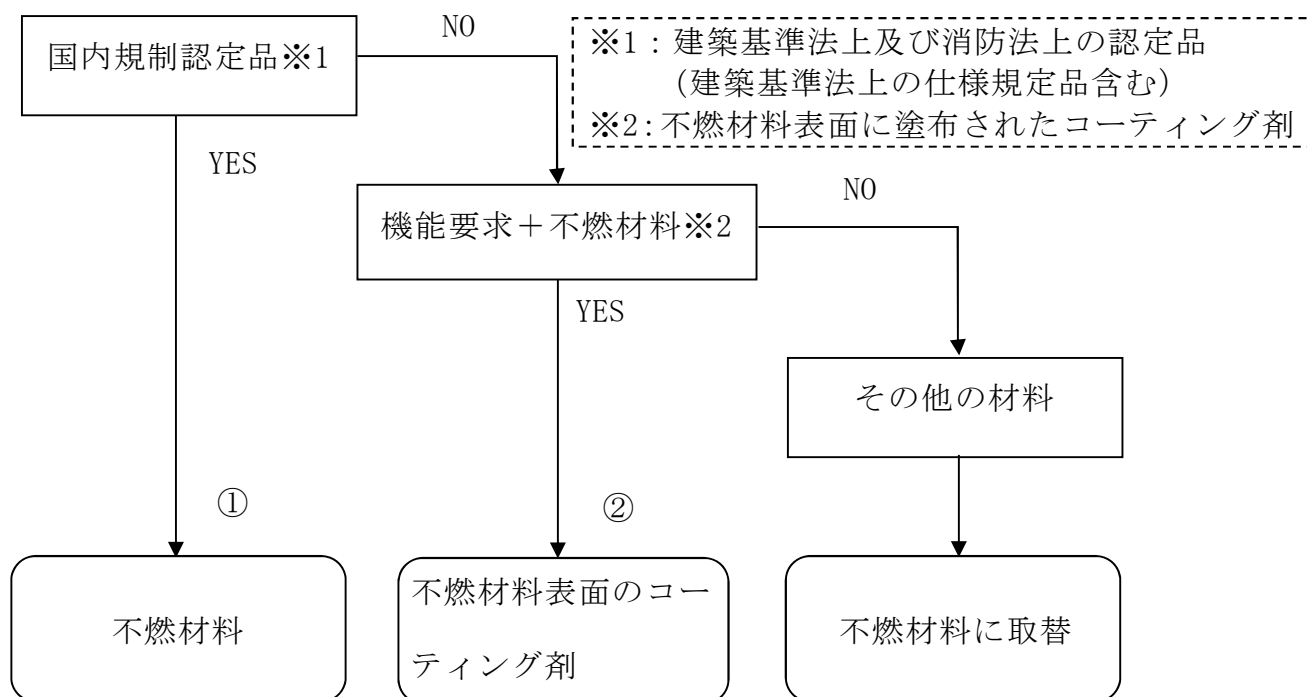 国内規制認定品※1
NO
※1：建築基準法上及び消防法上の認定品
(建築基準法上の仕様規定品含む)
※2:不燃材料表面に塗布されたコーティング剤
YES
機能要求＋不燃材料※2
NO
YES
その他の材料
①
②
不燃材料
不燃材料表面のコー
ティング剤
不燃材料に取替